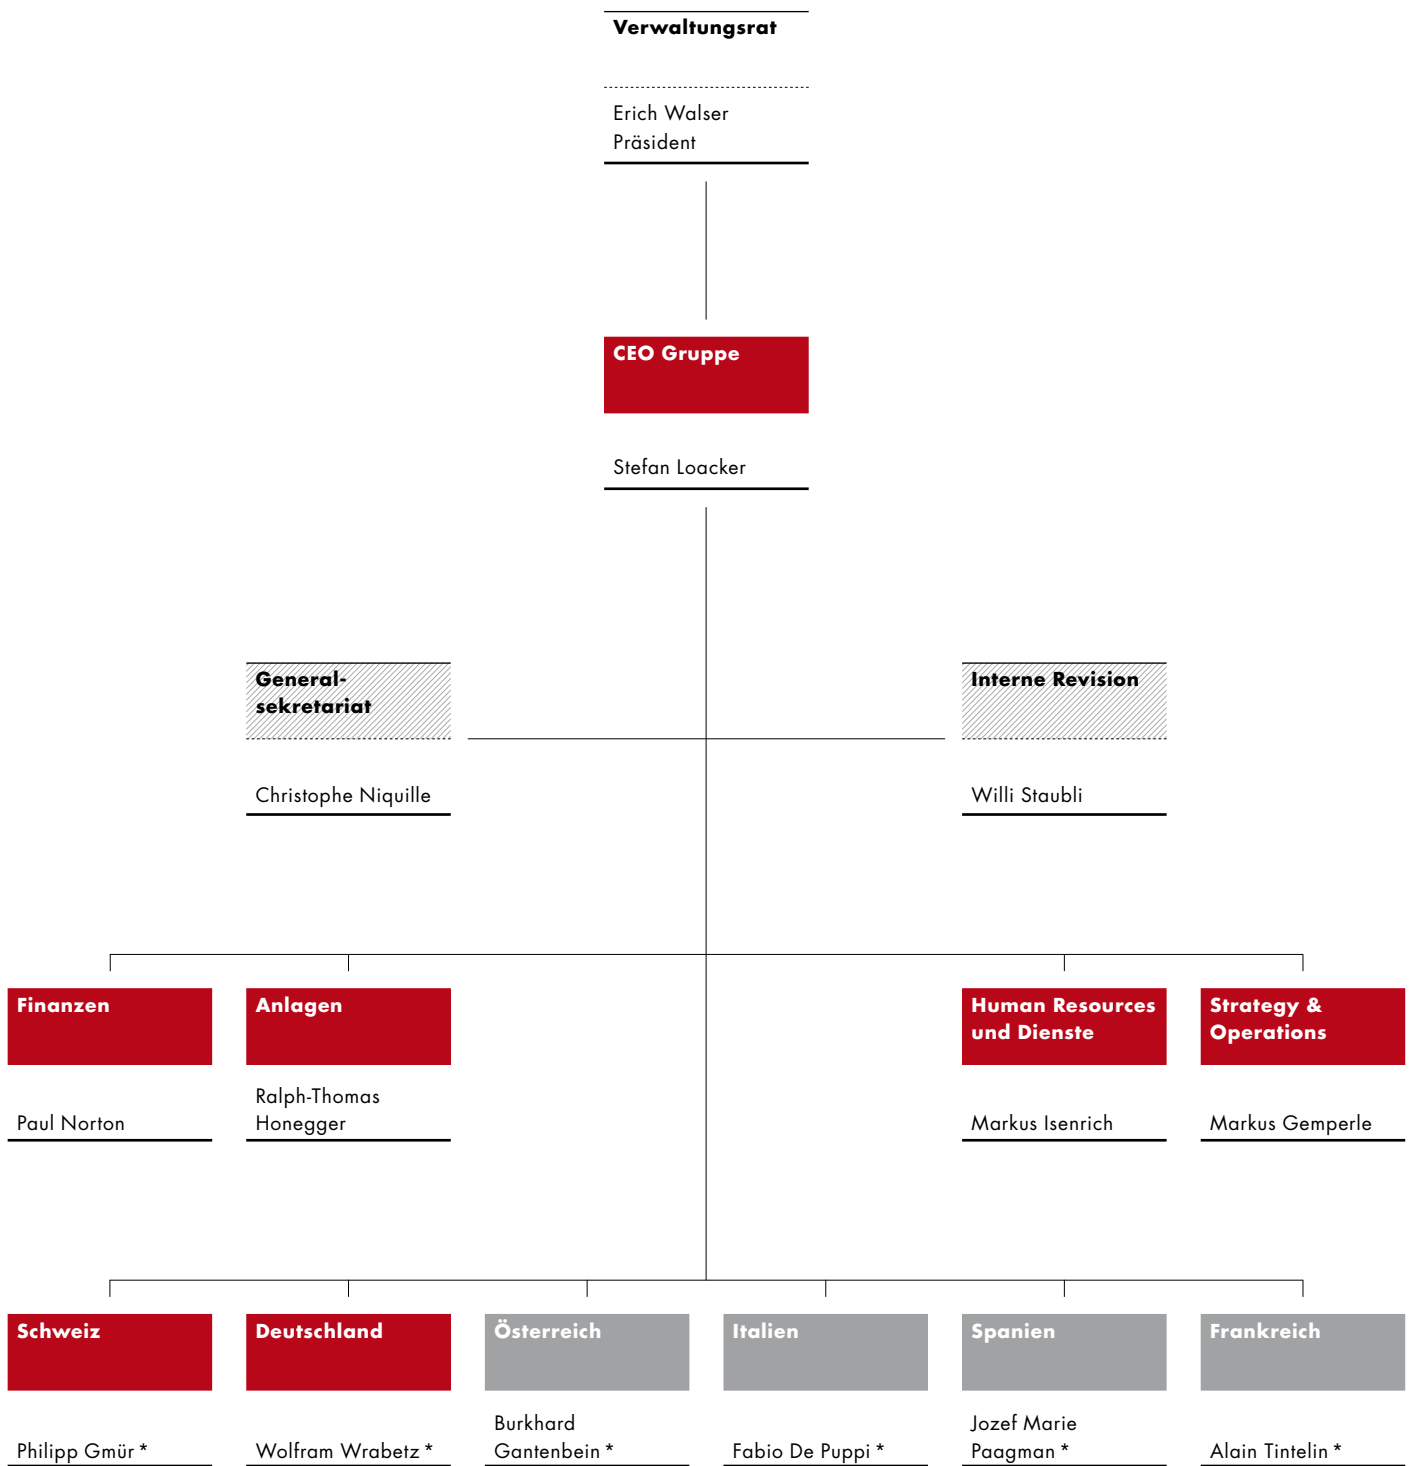 Verwaltungsrat
Erich Walser
Präsident
CEO Gruppe
Stefan Loacker
General-
sekretariat
Christophe Niquille
Interne Revision
Willi Staubli
Finanzen
Paul Norton
Anlagen
Ralph-Thomas
Honegger
Human Resources
und Dienste
Markus Isenrich
Strategy &
Operations
Markus Gemperle
Schweiz
Philipp Gmür *
Deutschland
Wolfram Wrabetz *
Österreich
Burkhard
Gantenbein *
Italien
Fabio De Puppi *
Spanien
Jozef Marie
Paagman *
Frankreich
Alain Tintelin *